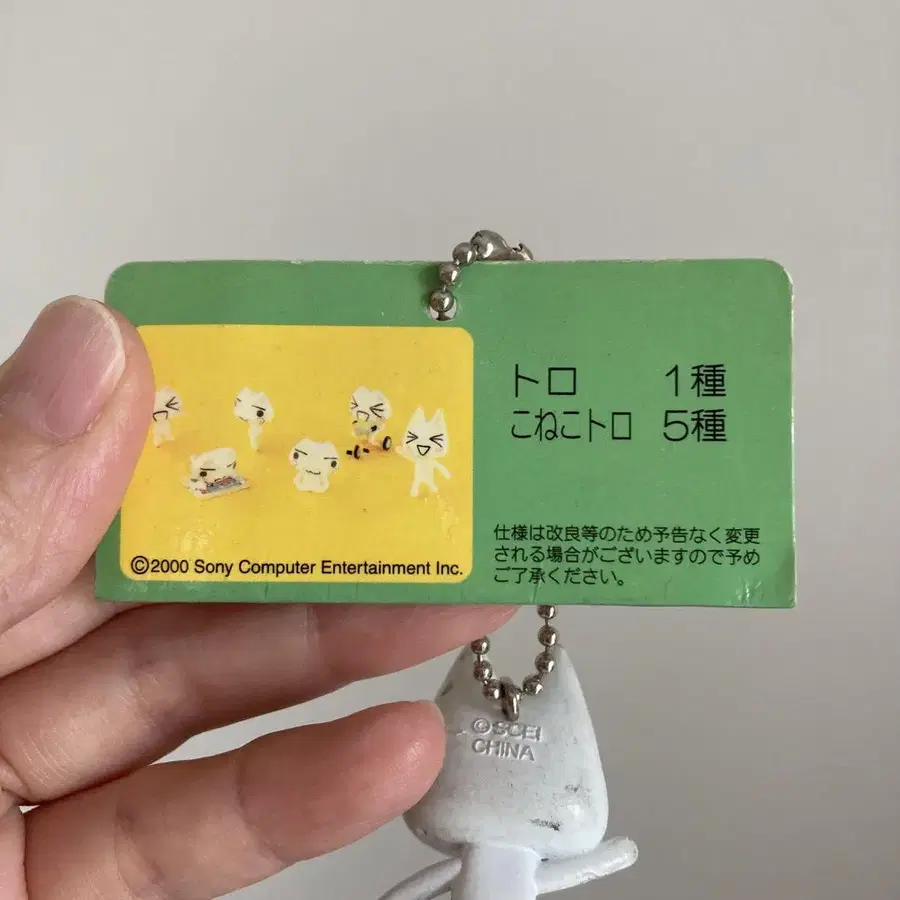 トロ 1種
こねこトロ 5種
仕様は改良等のため予告なく変更
される場合がございますので予め
ご了承ください。
©2000 Sony Computer Entertainment Inc.
©SCEI
CHINA